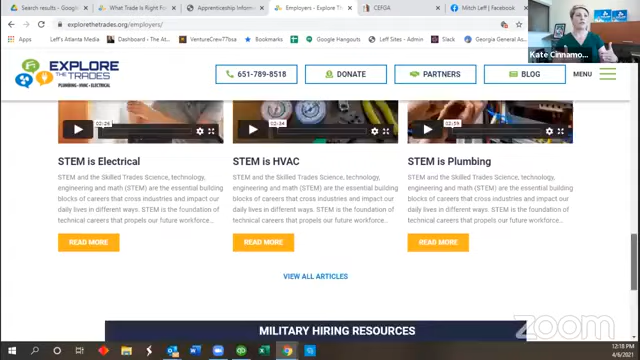 Search results - Goog
What Trade is Right F
Apprenticeship Inform
Employers - Explore T
CEFGA
Mitch Leff | Facebook
explorethetrades.org/employers/
Apps
Leff's Atlanta Media
Dashboard - The At
VentureCrew77bsa
Bookmarks
Google Hangouts
Leff Sites - Admin
Slack
Georgia General Ass
Kate Cinnamo...
EXPLORE
THE TRADES
PLUMBING • HVAC • ELECTRICAL
651-789-8518
DONATE
PARTNERS
BLOG
MENU
02:26
02:34
02:59
STEM is Electrical
STEM and the Skilled Trades Science, technology,
engineering and math (STEM) are the essential building
blocks of careers that cross industries and impact our
daily lives in different ways. STEM is the foundation of
technical careers that propels our future workforce...
READ MORE
STEM is HVAC
STEM and the Skilled Trades Science, technology,
engineering and math (STEM) are the essential building
blocks of careers that cross industries and impact our
daily lives in different ways. STEM is the foundation of
technical careers that propel our future workforce...
READ MORE
STEM is Plumbing
STEM and the Skilled Trades Science, technology,
engineering and math (STEM) are the essential building
blocks of careers that cross industries and impact our
daily lives in different ways. STEM is the foundation of
technical careers that propel our future workforce...
READ MORE
VIEW ALL ARTICLES
MILITARY HIRING RESOURCES
zoom
12:18 PM
4/6/2021